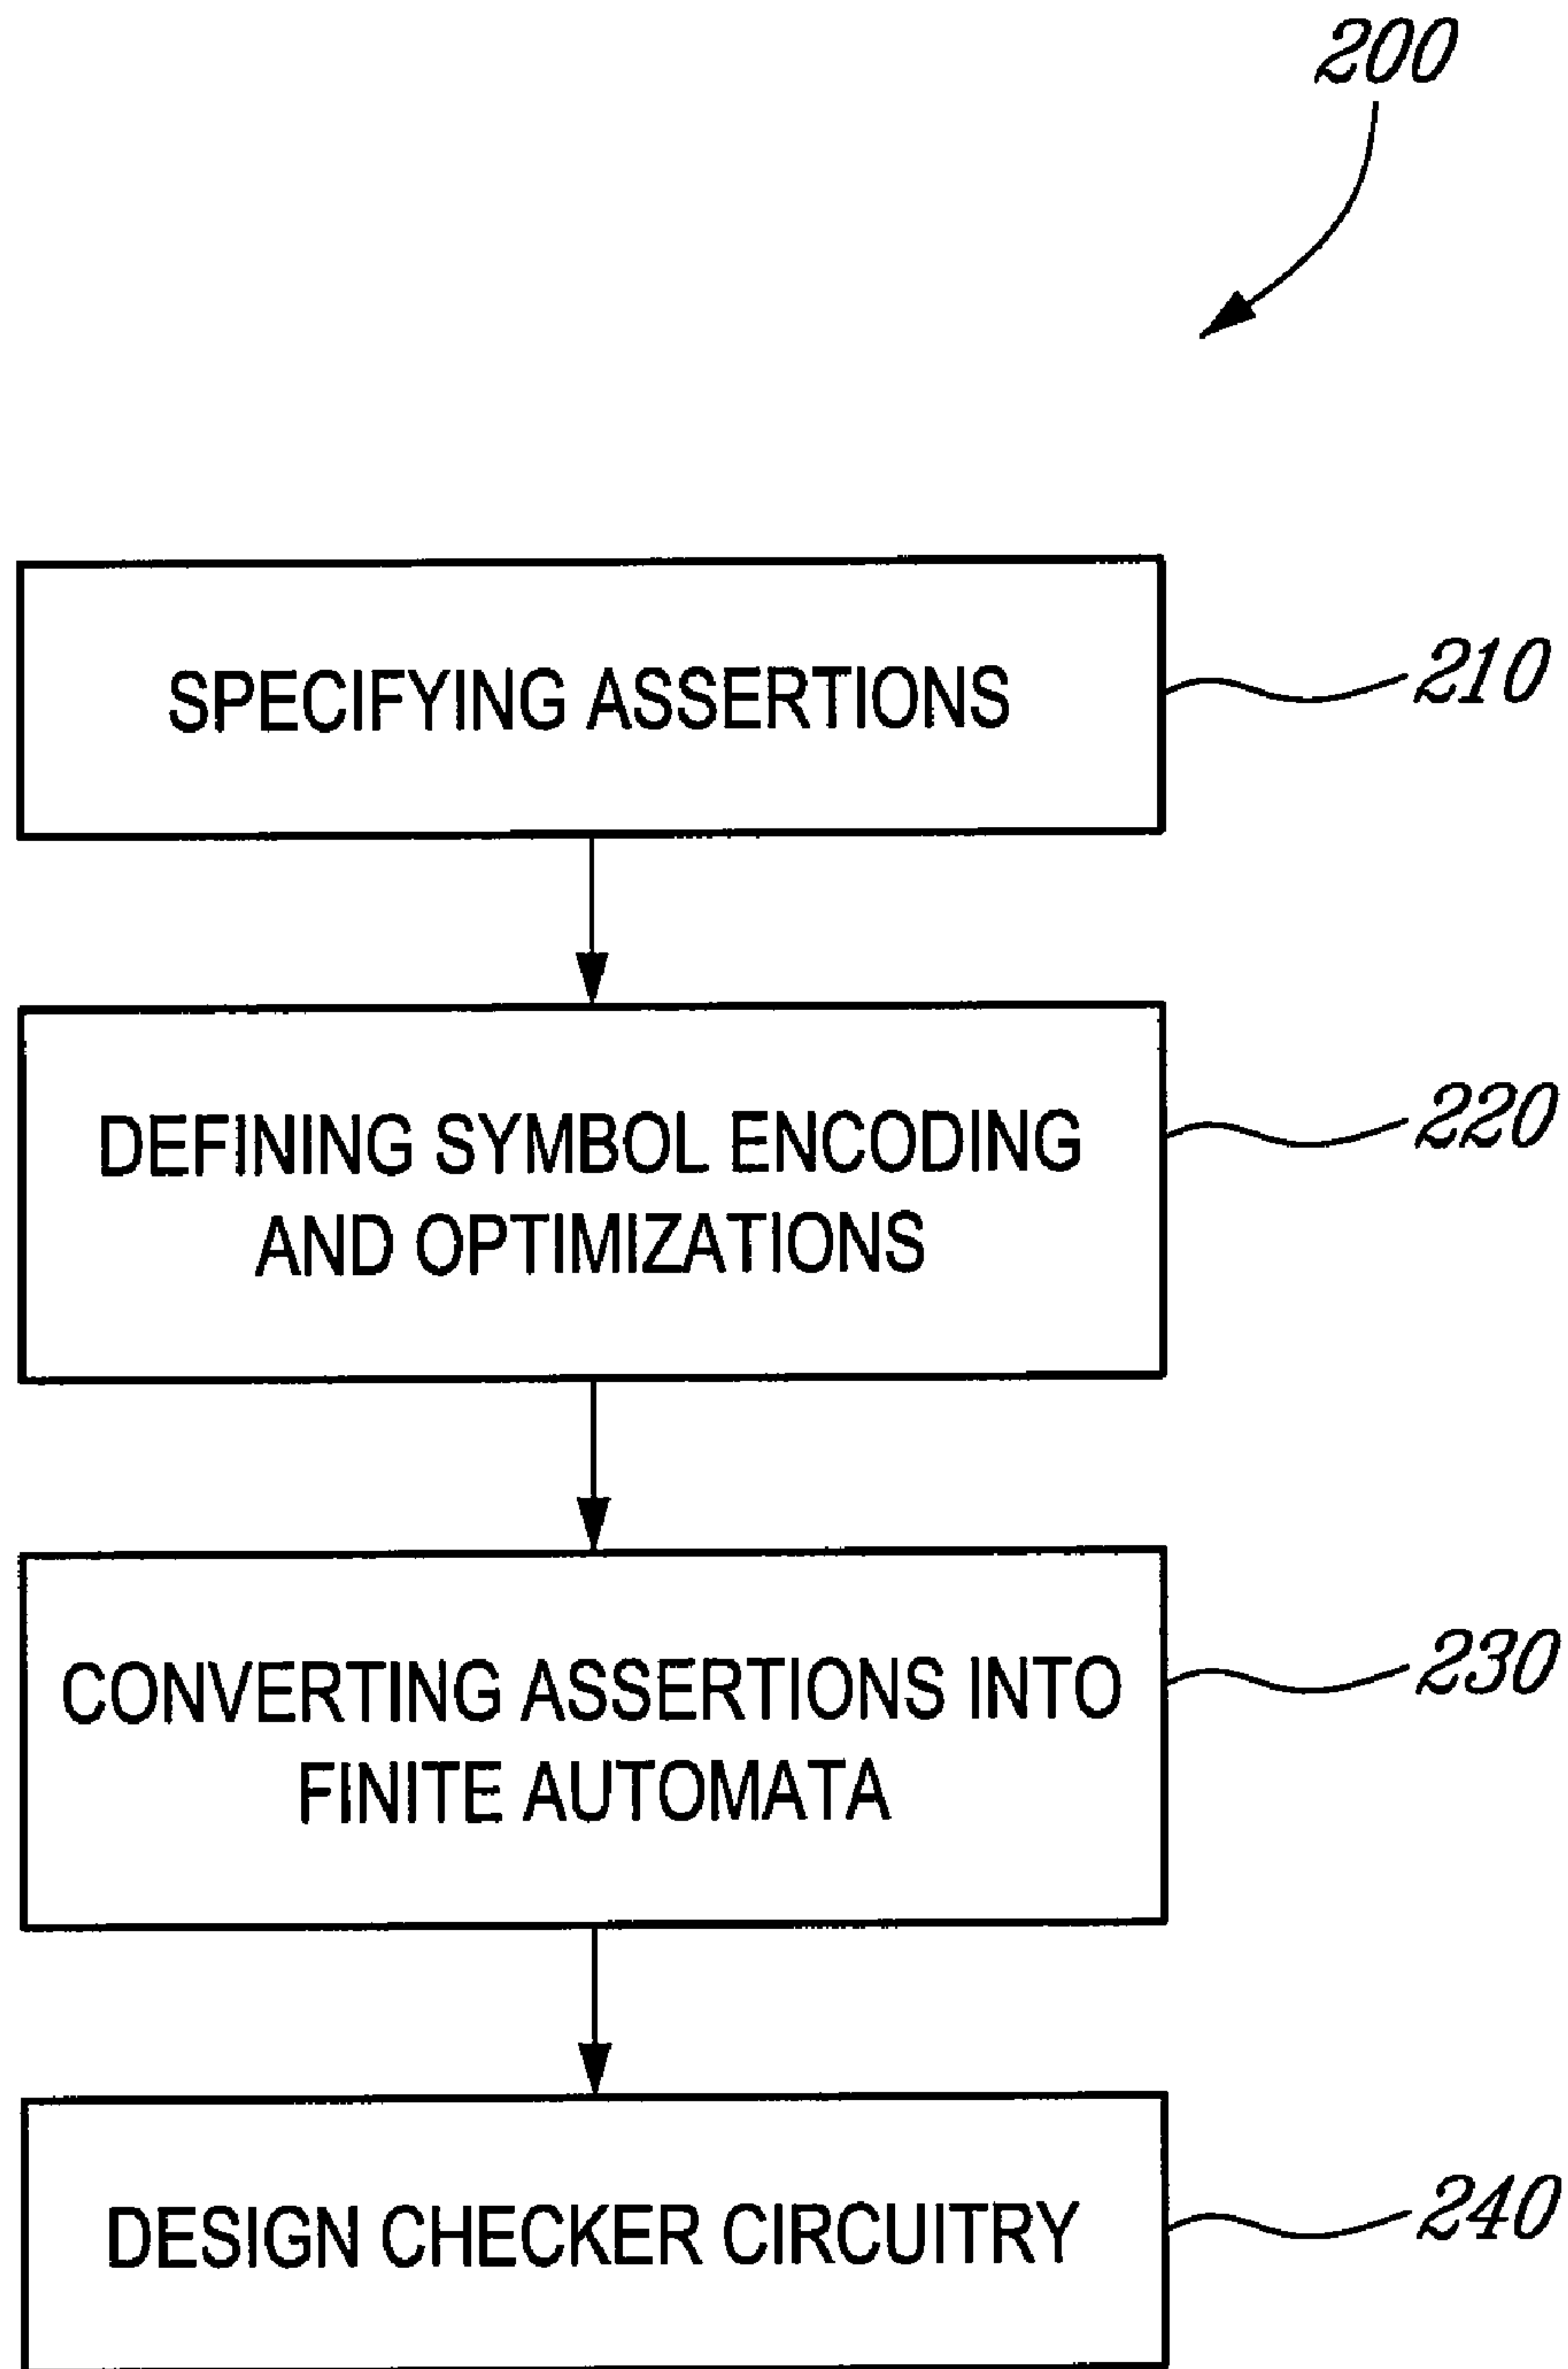 200
SPECIFYING ASSERTIONS
210
DEFINING SYMBOL ENCODING
AND OPTIMIZATIONS
220
CONVERTING ASSERTIONS INTO
FINITE AUTOMATA
230
DESIGN CHECKER CIRCUITRY
240